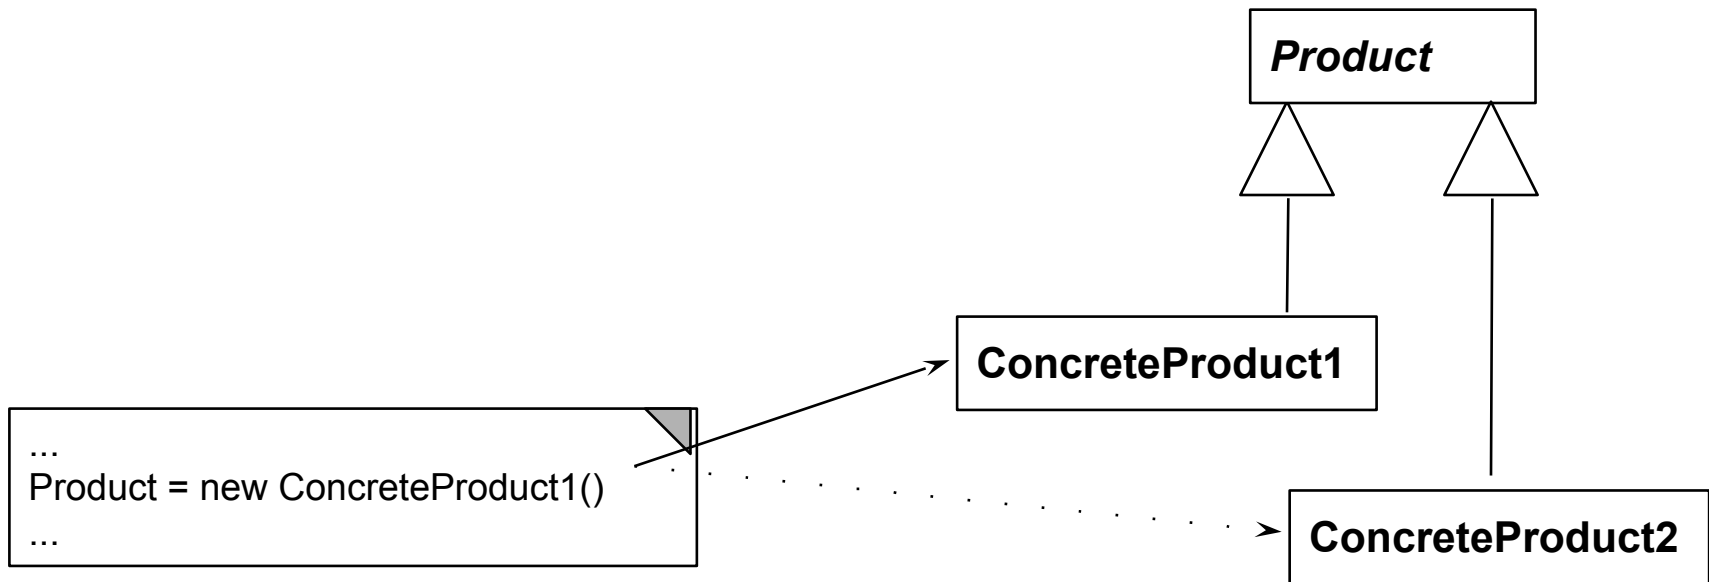 Product
ConcreteProduct1
...
Product = new ConcreteProduct1()
...
ConcreteProduct2